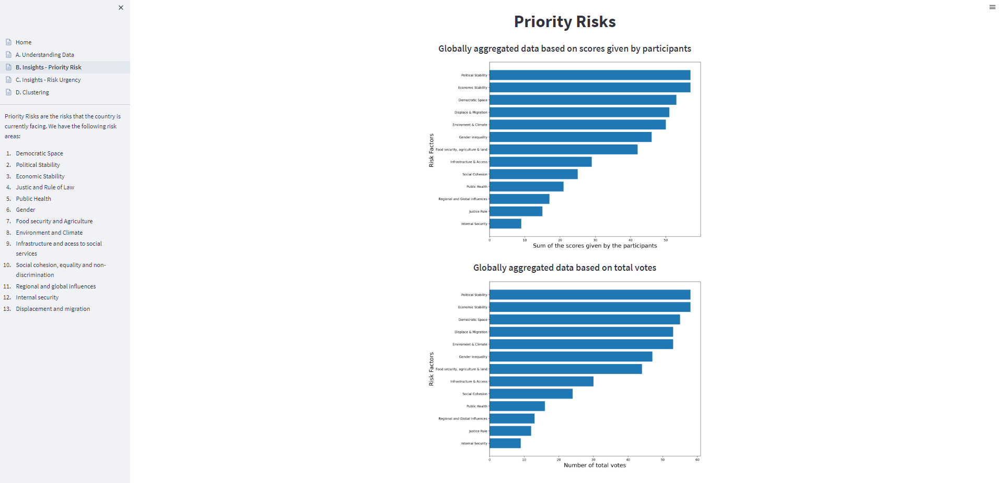 Home
A. Understanding Data
B. Insights - Priority Risk
C. Insights - Risk Urgency
D. Clustering
Priority Risks are the risks that the country is
currently facing. We have the following risk
areas:
1. Democratic Space
2. Political Stability
3. Economic Stability
4. Justic and Rule of Law
5. Public Health
6. Gender
7. Food security and Agriculture
8. Environment and Climate
9. Infrastructure and acess to social
services
10. Social cohesion, equality and non-
discrimination
11. Regional and global influences
12. Internal security
13. Displacement and migration
Priority Risks
Globally aggregated data based on scores given by participants
Risk Factors
Political Stability
Economic Stability
Democratic Space
Displace & Migration
Enviroment & Climate
Gender inequality
Food security, agriculture & land
Infrastructure & Access
Social Cohesion
Public Health
Regional and Global influences
Justice Rule
Internal Security
0 10 20 30 40 50
Sum of the scores given by the participants
Globally aggregated data based on total votes
Risk Factors
Political Stability
Economic Stability
Democratic Space
Displace & Migration
Enviroment & Climate
Gender inequality
Food security, agriculture & land
Infrastructure & Access
Social Cohesion
Public Health
Regional and Global influences
Justice Rule
Internal Security
0 10 20 30 40 50 60
Number of total votes